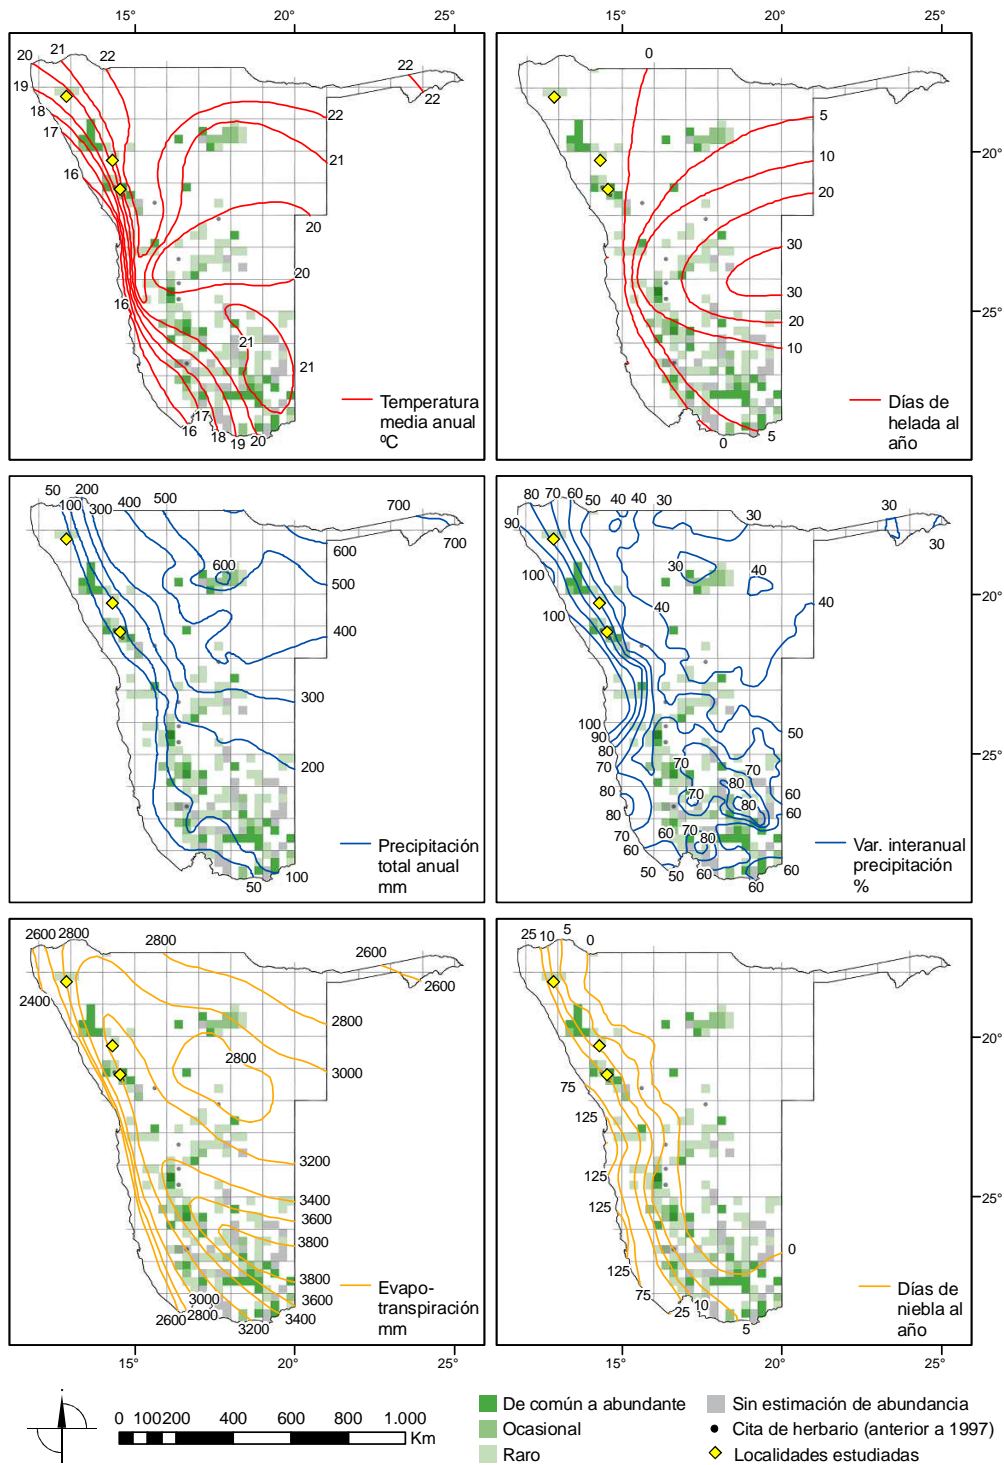 15° 20° 25° 15° 20° 25°
20 21 22 22 22
19
18
17
16
22
21
20
20
16
21
21
16 17 18 19 20
Temperatura
media anual
ºC
0
5
10
20
30
30
20
10
0 5
Días de
helada al
año
20°
25°
50 100 200 300 400 500 700 700
600
600
500
400
300
200
100
50
Precipitación
total anual
mm
90 80 70 60 50 40 40 30 30 30 30
100
100
30 40
40 40
100
90
80
70
50
70 70
80 80
70 80 60
80 60
70 60 70 80
60
50 50 60 60 60
Var. interanual
precipitación
%
20°
25°
2600 2800 2800 2600 2600
2400
2800
2800
3000
3200
3400
3600
3800
3800
3600
3400
3200
3000
2800
2600
Evapo-
transpiración
mm
25 10 5 0
75
125
125
125
125
75 25 10 5
0
Días de
niebla al
año
20°
25°
15° 20° 25° 15° 20° 25°
0 100 200 400 600 800 1.000
Km
De común a abundante
Ocasional
Raro
Sin estimación de abundancia
Cita de herbario (anterior a 1997)
Localidades estudiadas